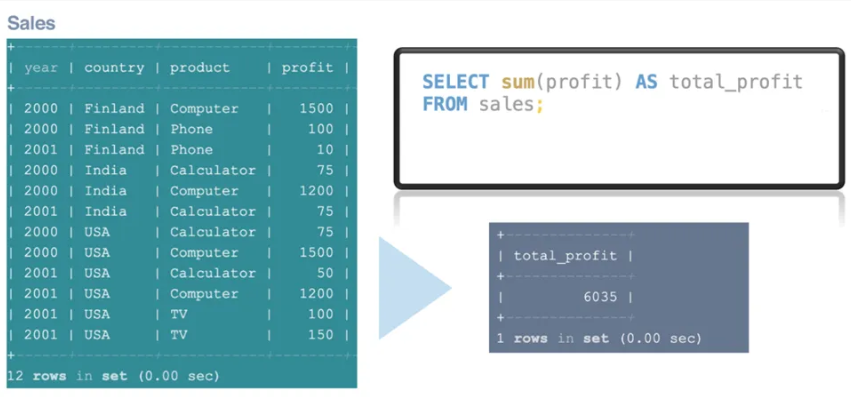 Sales
| year | country | product | profit |
| 2000 | Finland | Computer | 1500 |
| 2000 | Finland | Phone | 100 |
| 2001 | Finland | Phone | 10 |
| 2000 | India | Calculator | 75 |
| 2000 | India | Computer | 1200 |
| 2001 | India | Calculator | 75 |
| 2000 | USA | Calculator | 75 |
| 2000 | USA | Computer | 1500 |
| 2001 | USA | Calculator | 50 |
| 2001 | USA | Computer | 1200 |
| 2001 | USA | TV | 100 |
| 2001 | USA | TV | 150 |
12 rows in set (0.00 sec)
SELECT sum(profit) AS total_profit
FROM sales;
| total_profit |
| 6035 |
1 rows in set (0.00 sec)